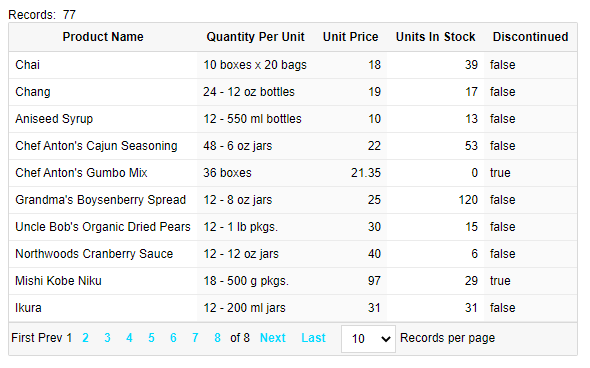 Records: 77
Product Name Quantity Per Unit Unit Price Units In Stock Discontinued
Chai 10 boxes x 20 bags 18 39 false
Chang 24 - 12 oz bottles 19 17 false
Aniseed Syrup 12 - 550 ml bottles 10 13 false
Chef Anton's Cajun Seasoning 48 - 6 oz jars 22 53 false
Chef Anton's Gumbo Mix 36 boxes 21.35 0 true
Grandma's Boysenberry Spread 12 - 8 oz jars 25 120 false
Uncle Bob's Organic Dried Pears 12 - 1 lb pkgs. 30 15 false
Northwoods Cranberry Sauce 12 - 12 oz jars 40 6 false
Mishi Kobe Niku 18 - 500 g pkgs. 97 29 true
Ikura 12 - 200 ml jars 31 31 false
First Prev 1 2 3 4 5 6 7 8 of 8 Next Last 10 Records per page